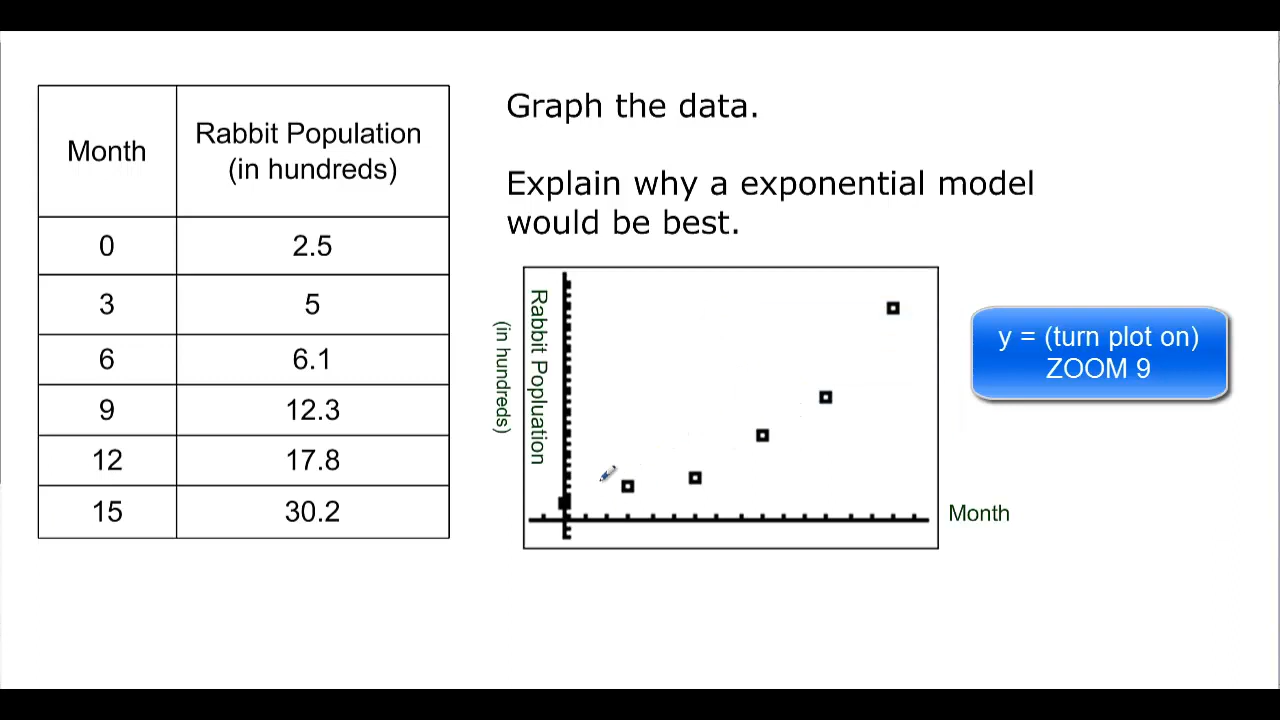 Month
Rabbit Population
(in hundreds)
0 2.5
3 5
6 6.1
9 12.3
12 17.8
15 30.2
Graph the data.
Explain why a exponential model
would be best.
Rabbit Popluation
(in hundreds)
Month
y = (turn plot on)
ZOOM 9